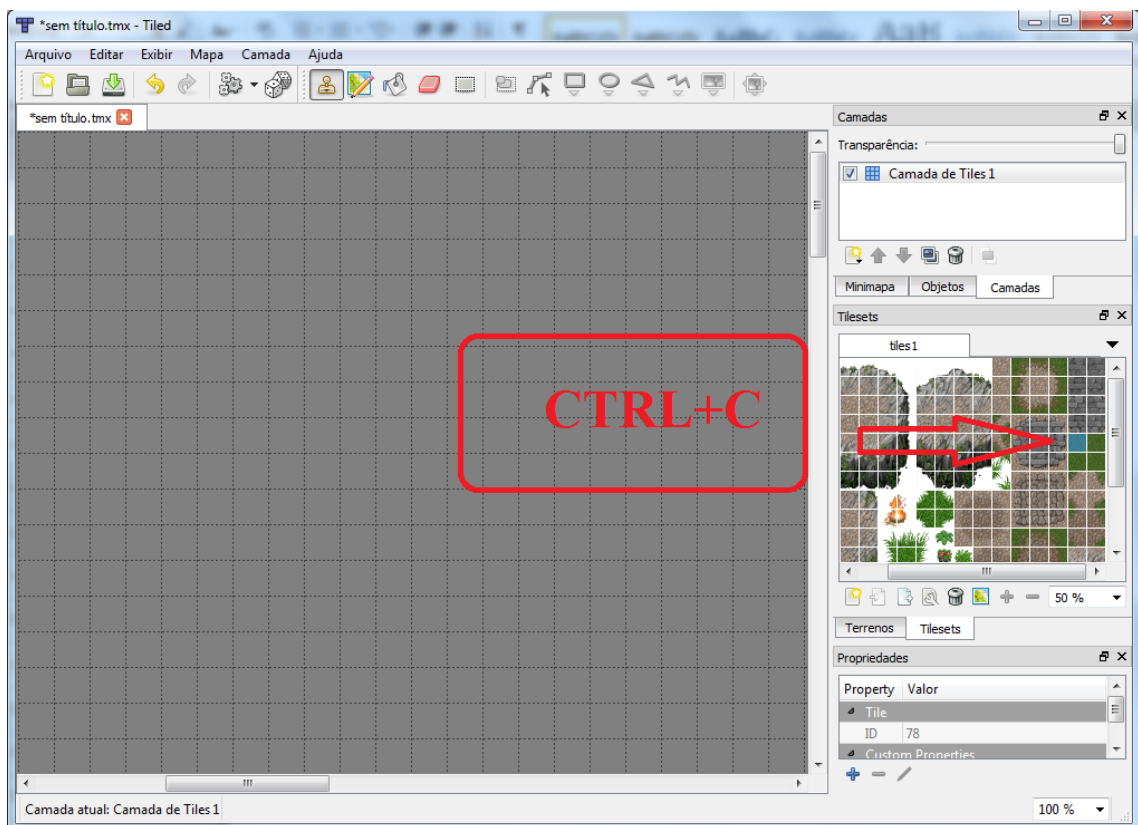 *sem título.tmx - Tiled
Arquivo Editar Exibir Mapa Camada Ajuda
*sem título.tmx
Camadas
Transparência:
Camada de Tiles 1
Minimapa Objetos Camadas
Tilesets
tiles1
CTRL+C
50 %
Terrenos Tilesets
Propriedades
Property Valor
Tile
ID 78
Custom Properties
Camada atual: Camada de Tiles 1
100 %